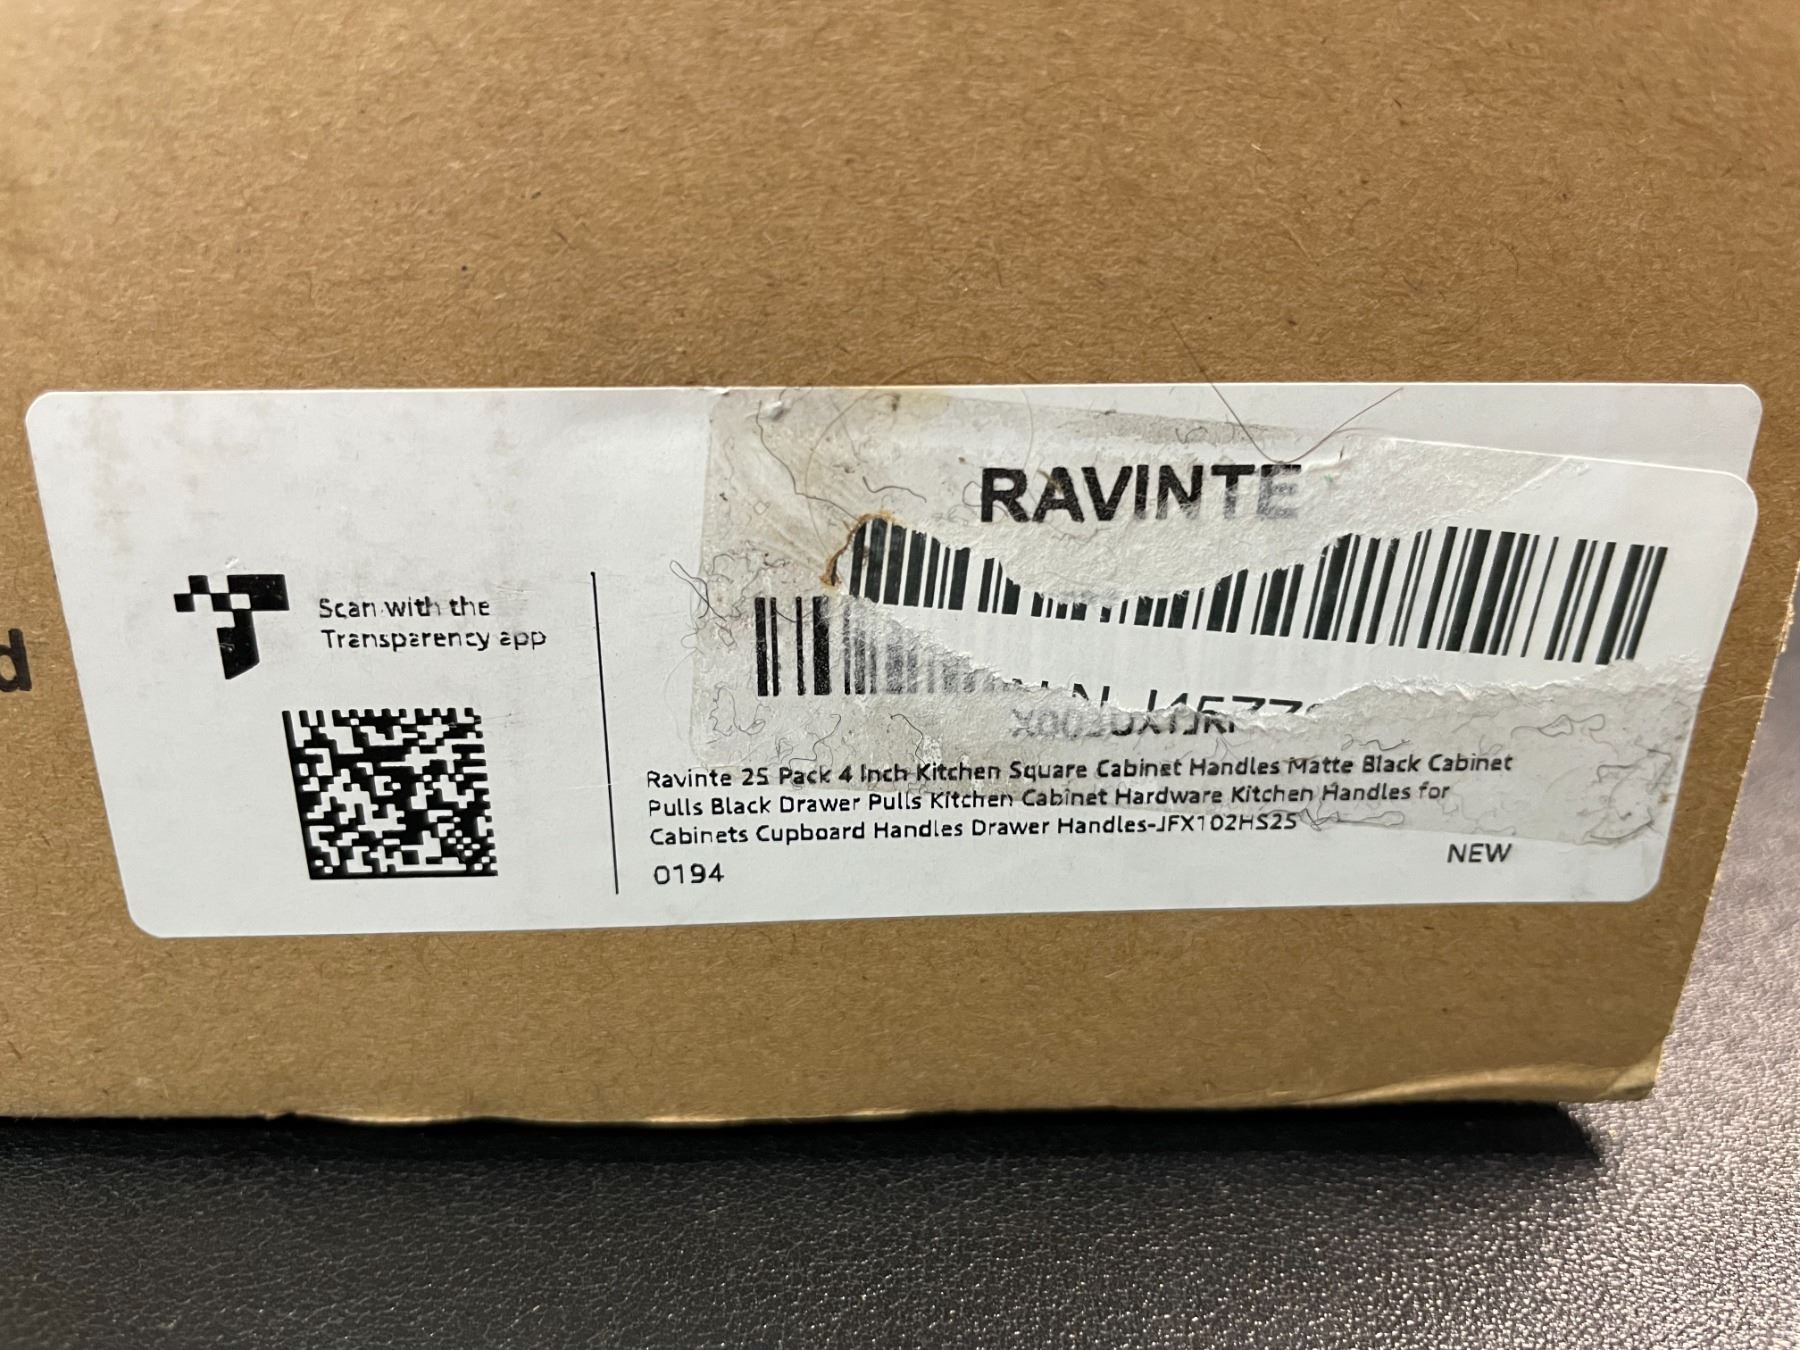 d
Scan with the
Transparency app
RAVINTE
Ravinte 25 Pack 4 Inch Kitchen Square Cabinet Handles Matte Black Cabinet
Pulls Black Drawer Pulls Kitchen Cabinet Hardware Kitchen Handles for
Cabinets Cupboard Handles Drawer Handles-JFX102HS25
NEW
0194